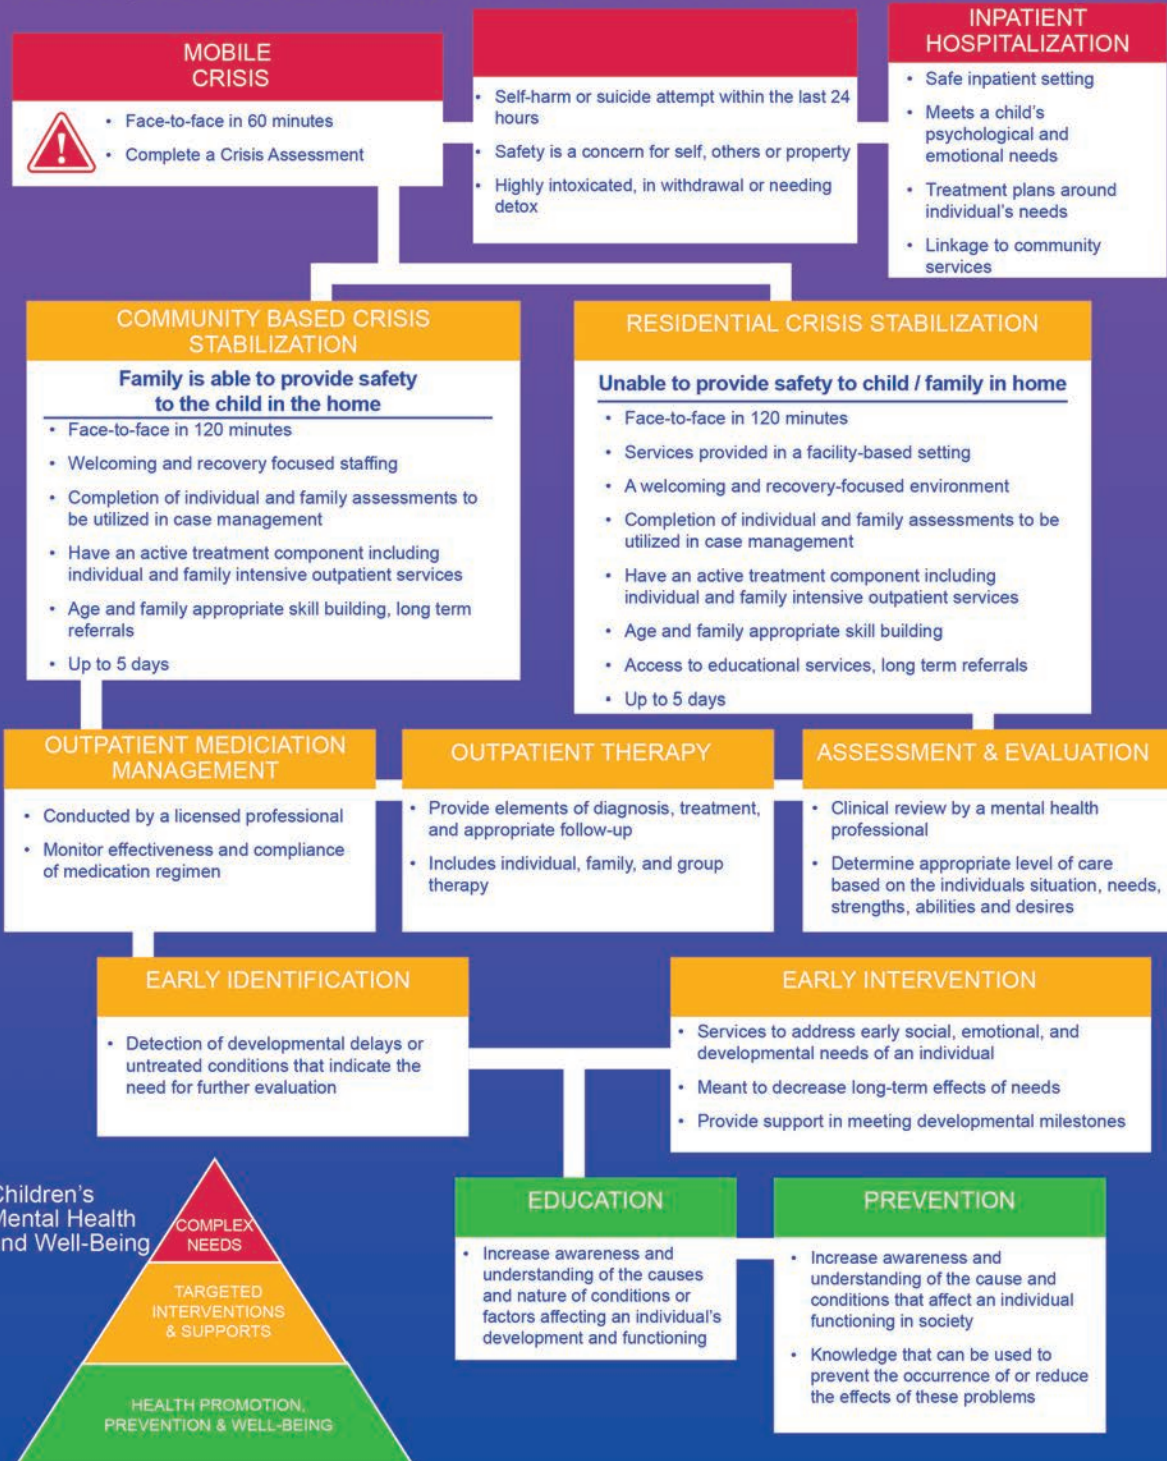 MOBILE
CRISIS
• Face-to-face in 60 minutes
• Complete a Crisis Assessment
• Self-harm or suicide attempt within the last 24
hours
• Safety is a concern for self, others or property
• Highly intoxicated, in withdrawal or needing
detox
INPATIENT
HOSPITALIZATION
• Safe inpatient setting
• Meets a child's
psychological and
emotional needs
• Treatment plans around
individual's needs
• Linkage to community
services
COMMUNITY BASED CRISIS
STABILIZATION
Family is able to provide safety
to the child in the home
• Face-to-face in 120 minutes
• Welcoming and recovery focused staffing
• Completion of individual and family assessments to
be utilized in case management
• Have an active treatment component including
individual and family intensive outpatient services
• Age and family appropriate skill building, long term
referrals
• Up to 5 days
RESIDENTIAL CRISIS STABILIZATION
Unable to provide safety to child / family in home
• Face-to-face in 120 minutes
• Services provided in a facility-based setting
• A welcoming and recovery-focused environment
• Completion of individual and family assessments to be
utilized in case management
• Have an active treatment component including
individual and family intensive outpatient services
• Age and family appropriate skill building
• Access to educational services, long term referrals
• Up to 5 days
OUTPATIENT MEDICIATION
MANAGEMENT
• Conducted by a licensed professional
• Monitor effectiveness and compliance
of medication regimen
OUTPATIENT THERAPY
• Provide elements of diagnosis, treatment,
and appropriate follow-up
• Includes individual, family, and group
therapy
ASSESSMENT & EVALUATION
• Clinical review by a mental health
professional
• Determine appropriate level of care
based on the individuals situation, needs,
strengths, abilities and desires
EARLY IDENTIFICATION
• Detection of developmental delays or
untreated conditions that indicate the
need for further evaluation
EARLY INTERVENTION
• Services to address early social, emotional, and
developmental needs of an individual
• Meant to decrease long-term effects of needs
• Provide support in meeting developmental milestones
Children's
Mental Health
and Well-Being
COMPLEX
NEEDS
TARGETED
INTERVENTIONS
& SUPPORTS
HEALTH PROMOTION,
PREVENTION & WELL-BEING
EDUCATION
• Increase awareness and
understanding of the causes
and nature of conditions or
factors affecting an individual's
development and functioning
PREVENTION
• Increase awareness and
understanding of the cause and
conditions that affect an individual
functioning in society
• Knowledge that can be used to
prevent the occurrence of or reduce
the effects of these problems